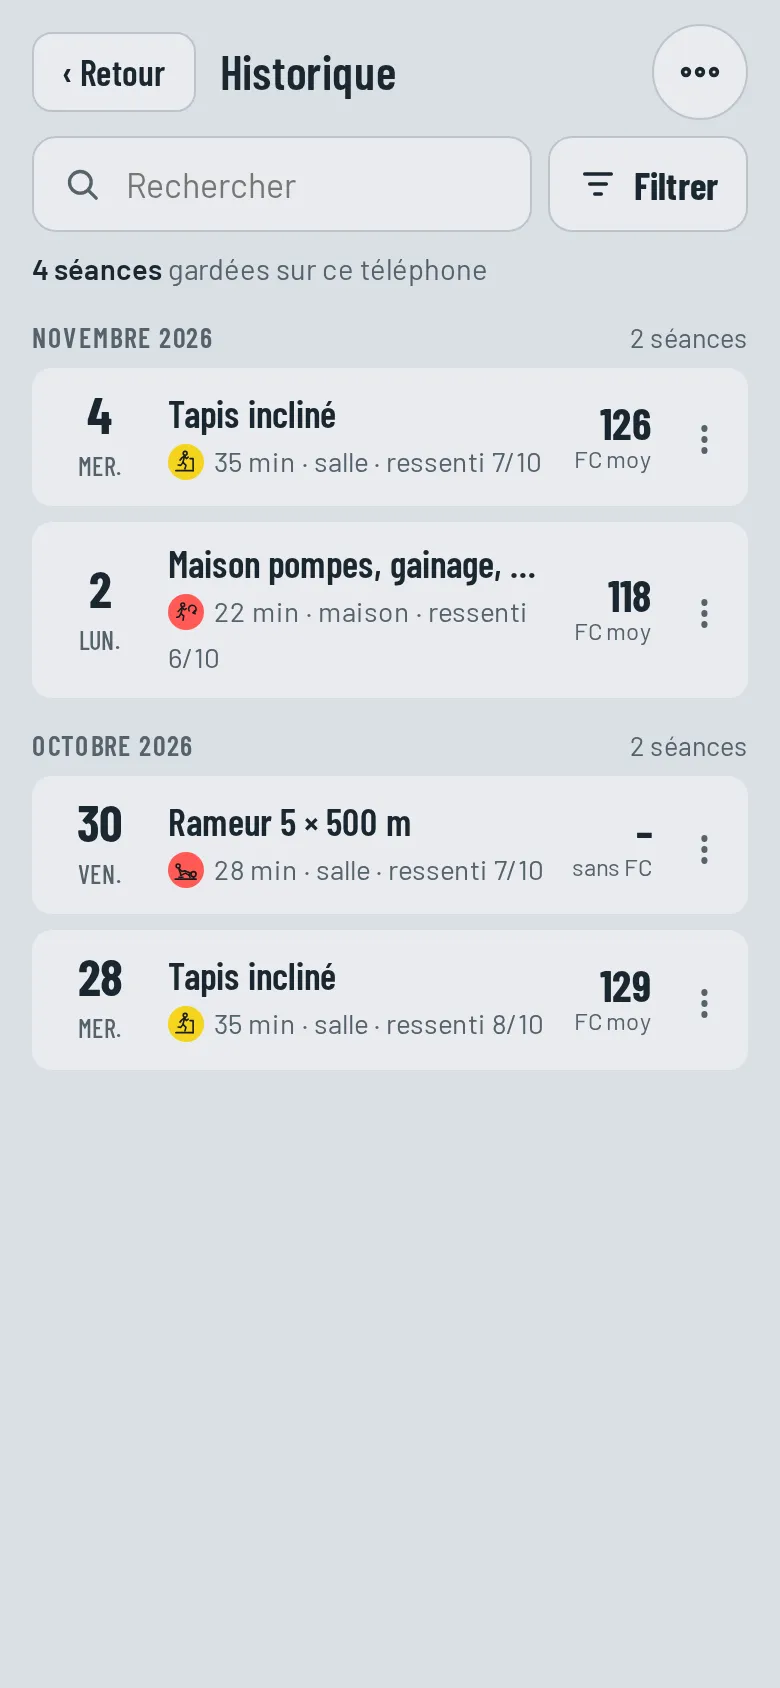 ‹ Retour
Historique
Rechercher
Filtrer
4 séances gardées sur ce téléphone
NOVEMBRE 2026
2 séances
4
MER.
Tapis incliné
35 min · salle · ressenti 7/10
126
FC moy
2
LUN.
Maison pompes, gainage, ...
22 min · maison · ressenti
6/10
118
FC moy
OCTOBRE 2026
2 séances
30
VEN.
Rameur 5 × 500 m
28 min · salle · ressenti 7/10
–
sans FC
28
MER.
Tapis incliné
35 min · salle · ressenti 8/10
129
FC moy